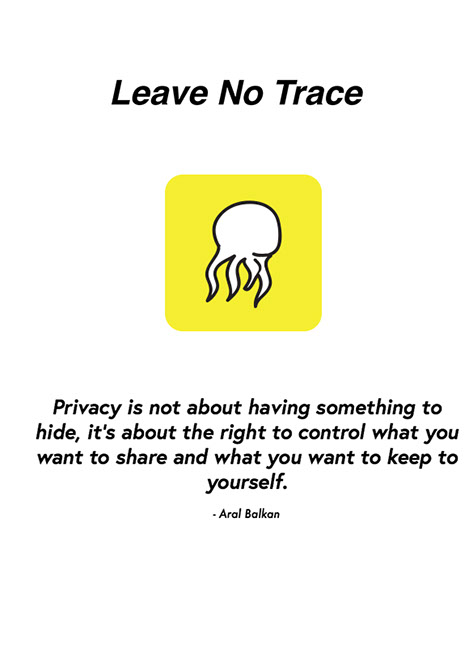 Leave No Trace
Privacy is not about having something to
hide, it's about the right to control what you
want to share and what you want to keep to
yourself.
- Aral Balkan